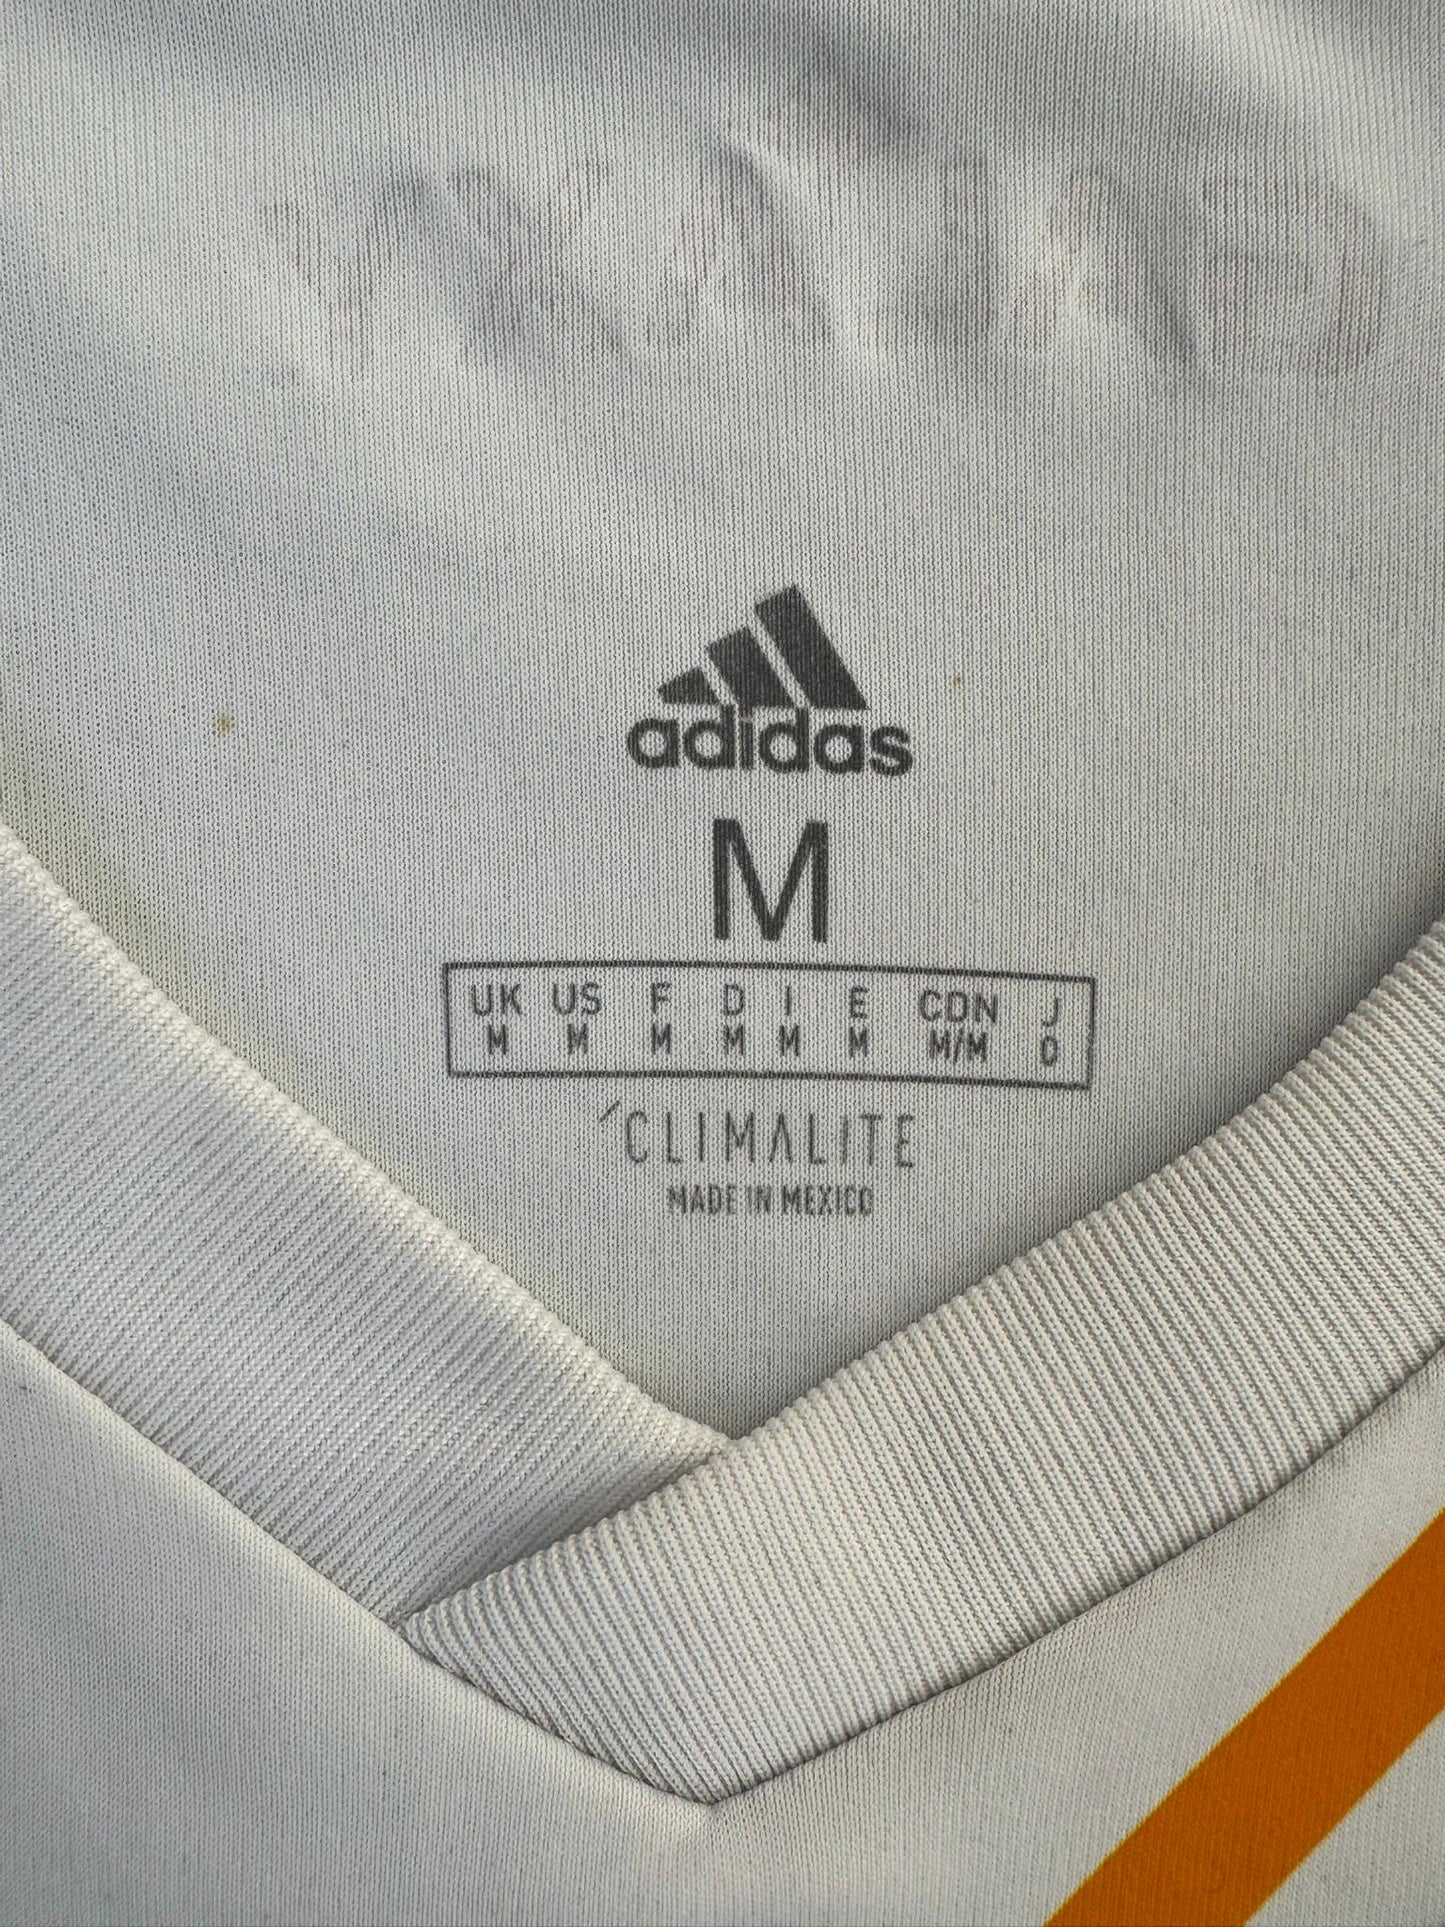 adidas
M
UK US F D I E CDN J
M M M M M M M/M O
CLIMALITE
MADE IN MEXICO